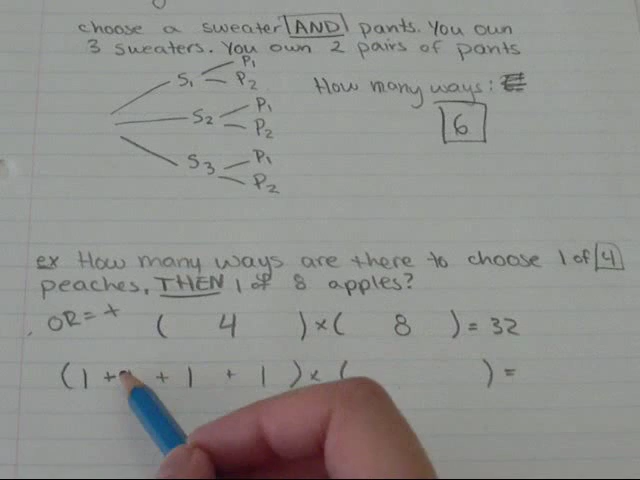 choose a sweater AND pants. You own
3 sweaters. You own 2 pairs of pants
S1 P1 P2
S2 P1 P2
S3 P1 P2
How many ways:
6
ex How many ways are there to choose 1 of 4
peaches, THEN 1 of 8 apples?
OR = + ( 4 ) × ( 8 ) = 32
(1 + + 1 + 1 ) × ( ) =